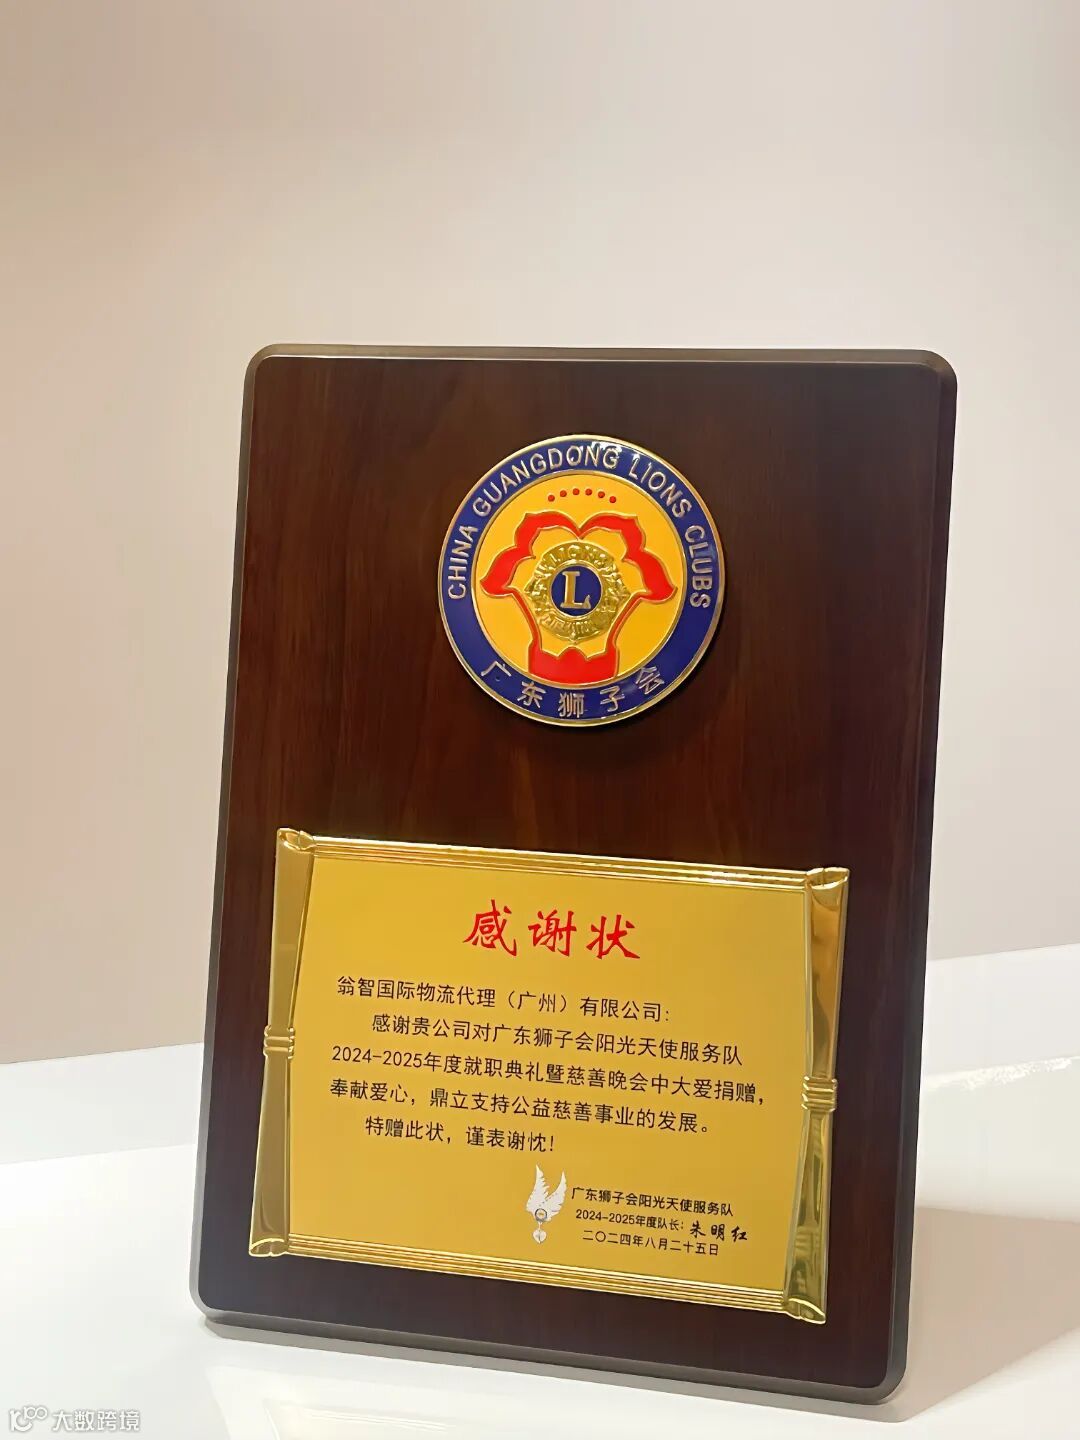 CHINA GUANGDONG LIONS CLUBS
LIONS
L
广东狮子会
感谢状
翁智国际物流代理（广州）有限公司：
感谢贵公司对广东狮子会阳光天使服务队
2024-2025年度就职典礼暨慈善晚会中大爱捐赠，
奉献爱心，鼎立支持公益慈善事业的发展。
特赠此状，谨表谢忱！
广东狮子会阳光天使服务队
2024-2025年度队长：朱明红
二〇二四年八月二十五日
大数跨境